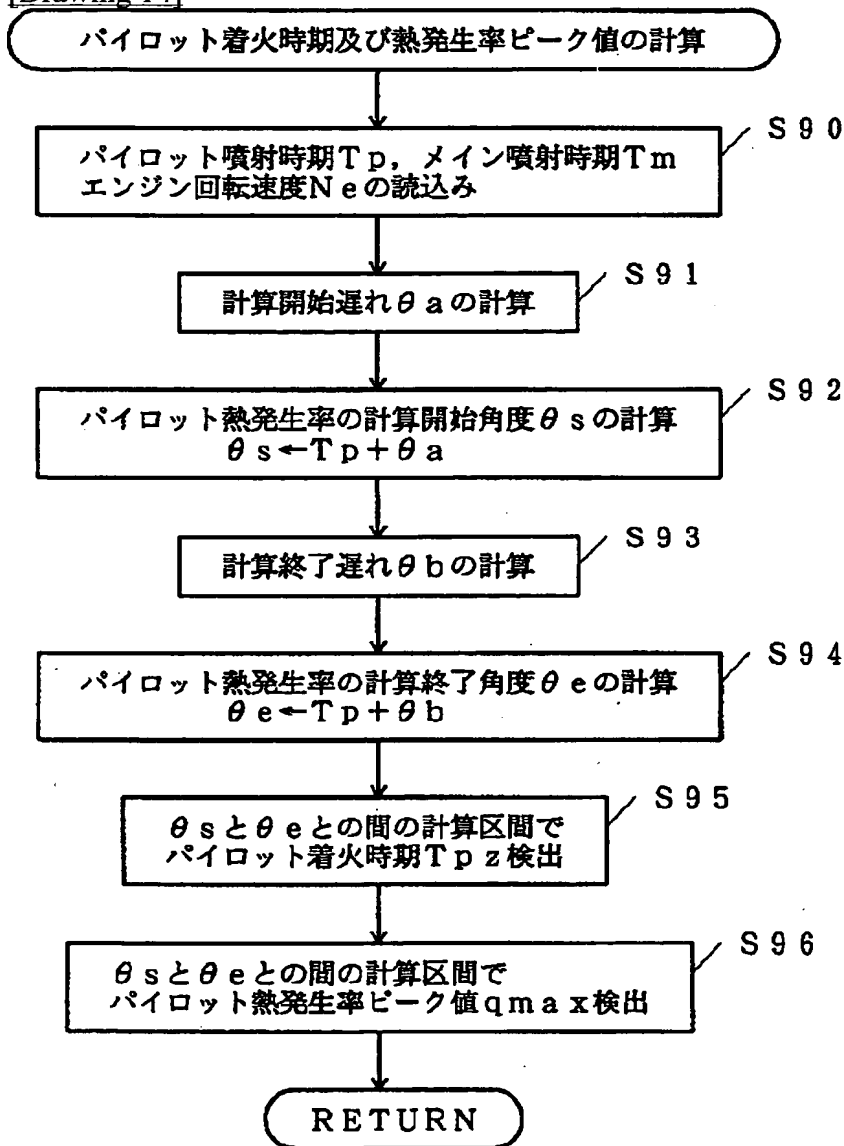 パイロット着火時期及び熱発生率ピーク値の計算
S90
パイロット噴射時期Tp，メイン噴射時期Tm
エンジン回転速度Neの読込み
S91
計算開始遅れθaの計算
S92
パイロット熱発生率の計算開始角度θsの計算
θs←Tp+θa
S93
計算終了遅れθbの計算
S94
パイロット熱発生率の計算終了角度θeの計算
θe←Tp+θb
S95
θsとθeとの間の計算区間で
パイロット着火時期Tpz検出
S96
θsとθeとの間の計算区間で
パイロット熱発生率ピーク値qmax検出
RETURN